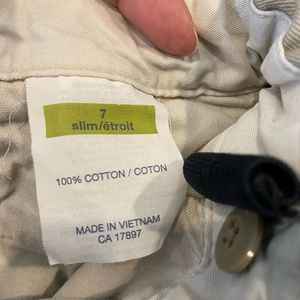 7
slim/étroit
100% COTTON / COTON
MADE IN VIETNAM
CA 17897